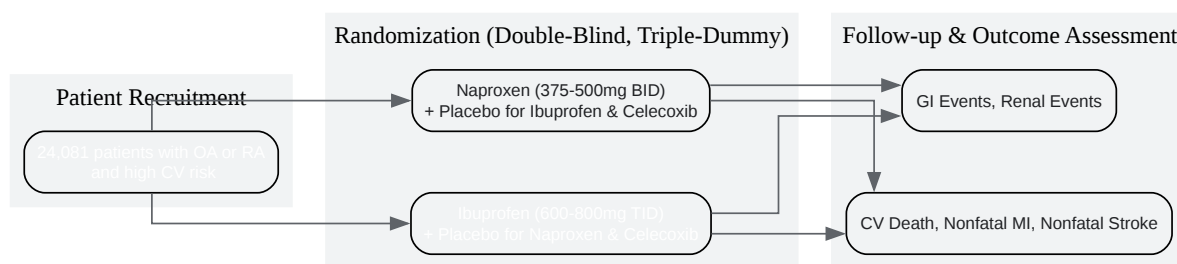 Patient Recruitment
24,081 patients with OA or RA
and high CV risk
Randomization (Double-Blind, Triple-Dummy)
Naproxen (375-500mg BID)
+ Placebo for Ibuprofen & Celecoxib
Ibuprofen (600-800mg TID)
+ Placebo for Naproxen & Celecoxib
Follow-up & Outcome Assessment
GI Events, Renal Events
CV Death, Nonfatal MI, Nonfatal Stroke